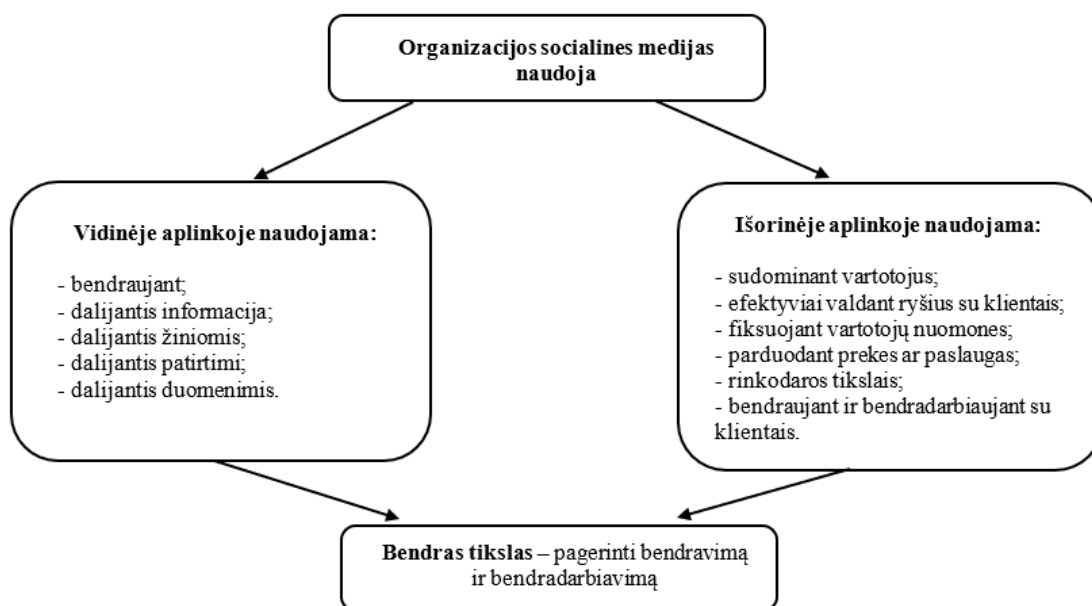 Organizacijos socialines medijas
naudoja
Vidinėje aplinkoje naudojama:
- bendraujant;
- dalijantis informacija;
- dalijantis žiniomis;
- dalijantis patirtimi;
- dalijantis duomenimis.
Išorinėje aplinkoje naudojama:
- sudominant vartotojus;
- efektyviai valdant ryšius su klientais;
- fiksuojant vartotojų nuomones;
- parduodant prekes ar paslaugas;
- rinkodaros tikslais;
- bendraujant ir bendradarbiaujant su
klientais.
Bendras tikslas – pagerinti bendravimą
ir bendradarbiavimą